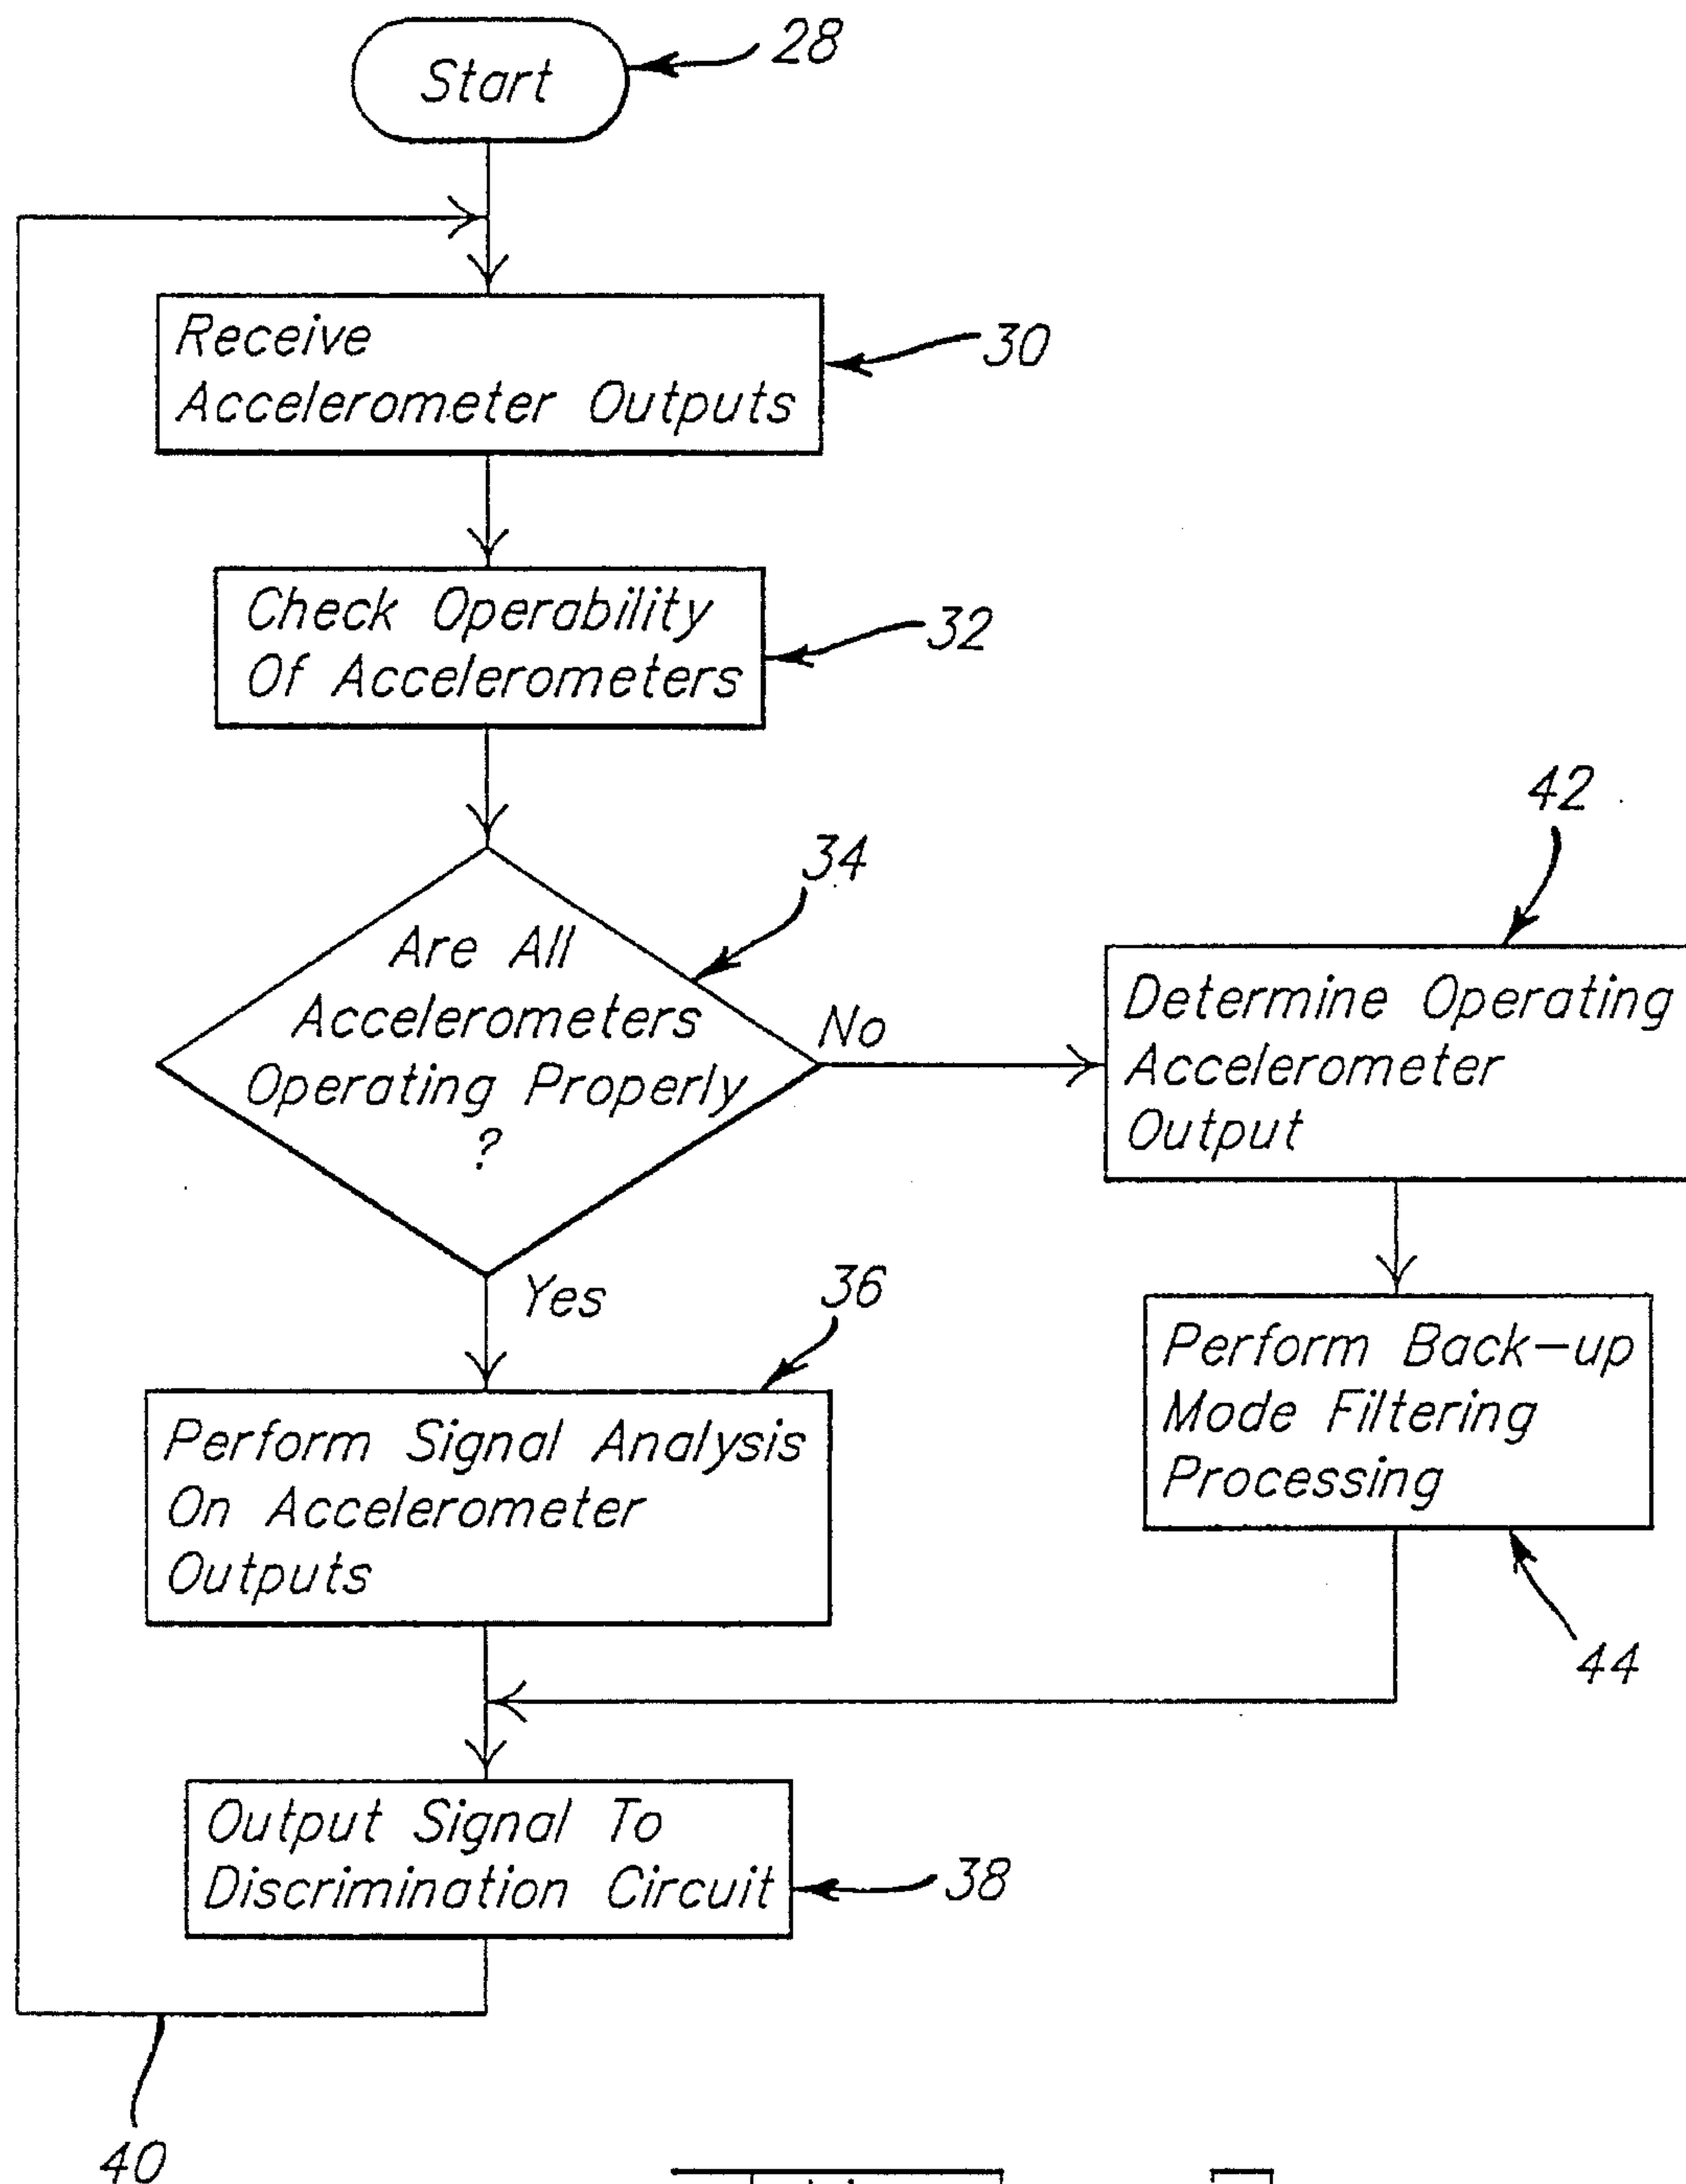 Start
28
Receive
Accelerometer Outputs
30
Check Operability
Of Accelerometers
32
34
Are All
Accelerometers
Operating Properly
?
No
Yes
42
Determine Operating
Accelerometer
Output
36
Perform Signal Analysis
On Accelerometer
Outputs
Perform Back-up
Mode Filtering
Processing
44
Output Signal To
Discrimination Circuit
38
40